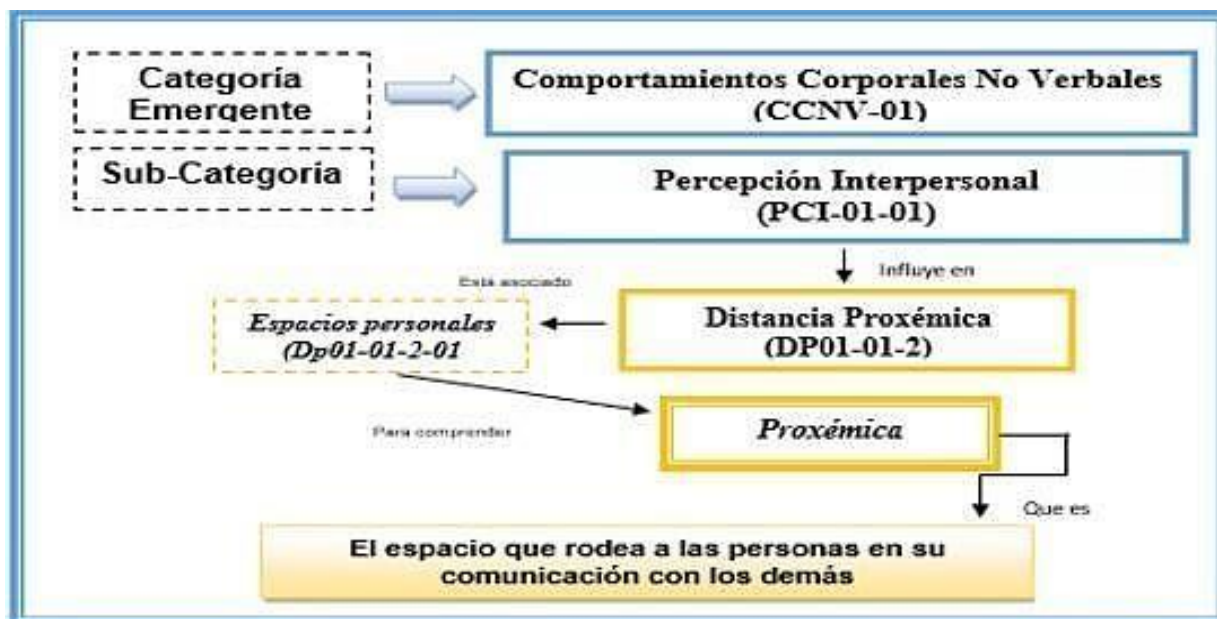 Categoría
Emergente
Comportamientos Corporales No Verbales
(CCNV-01)
Sub-Categoría
Percepción Interpersonal
(PCI-01-01)
Influye en
Está asociado
Espacios personales
(Dp01-01-2-01
Distancia Proxémica
(DP01-01-2)
Para comprender
Proxémica
Que es
El espacio que rodea a las personas en su
comunicación con los demás